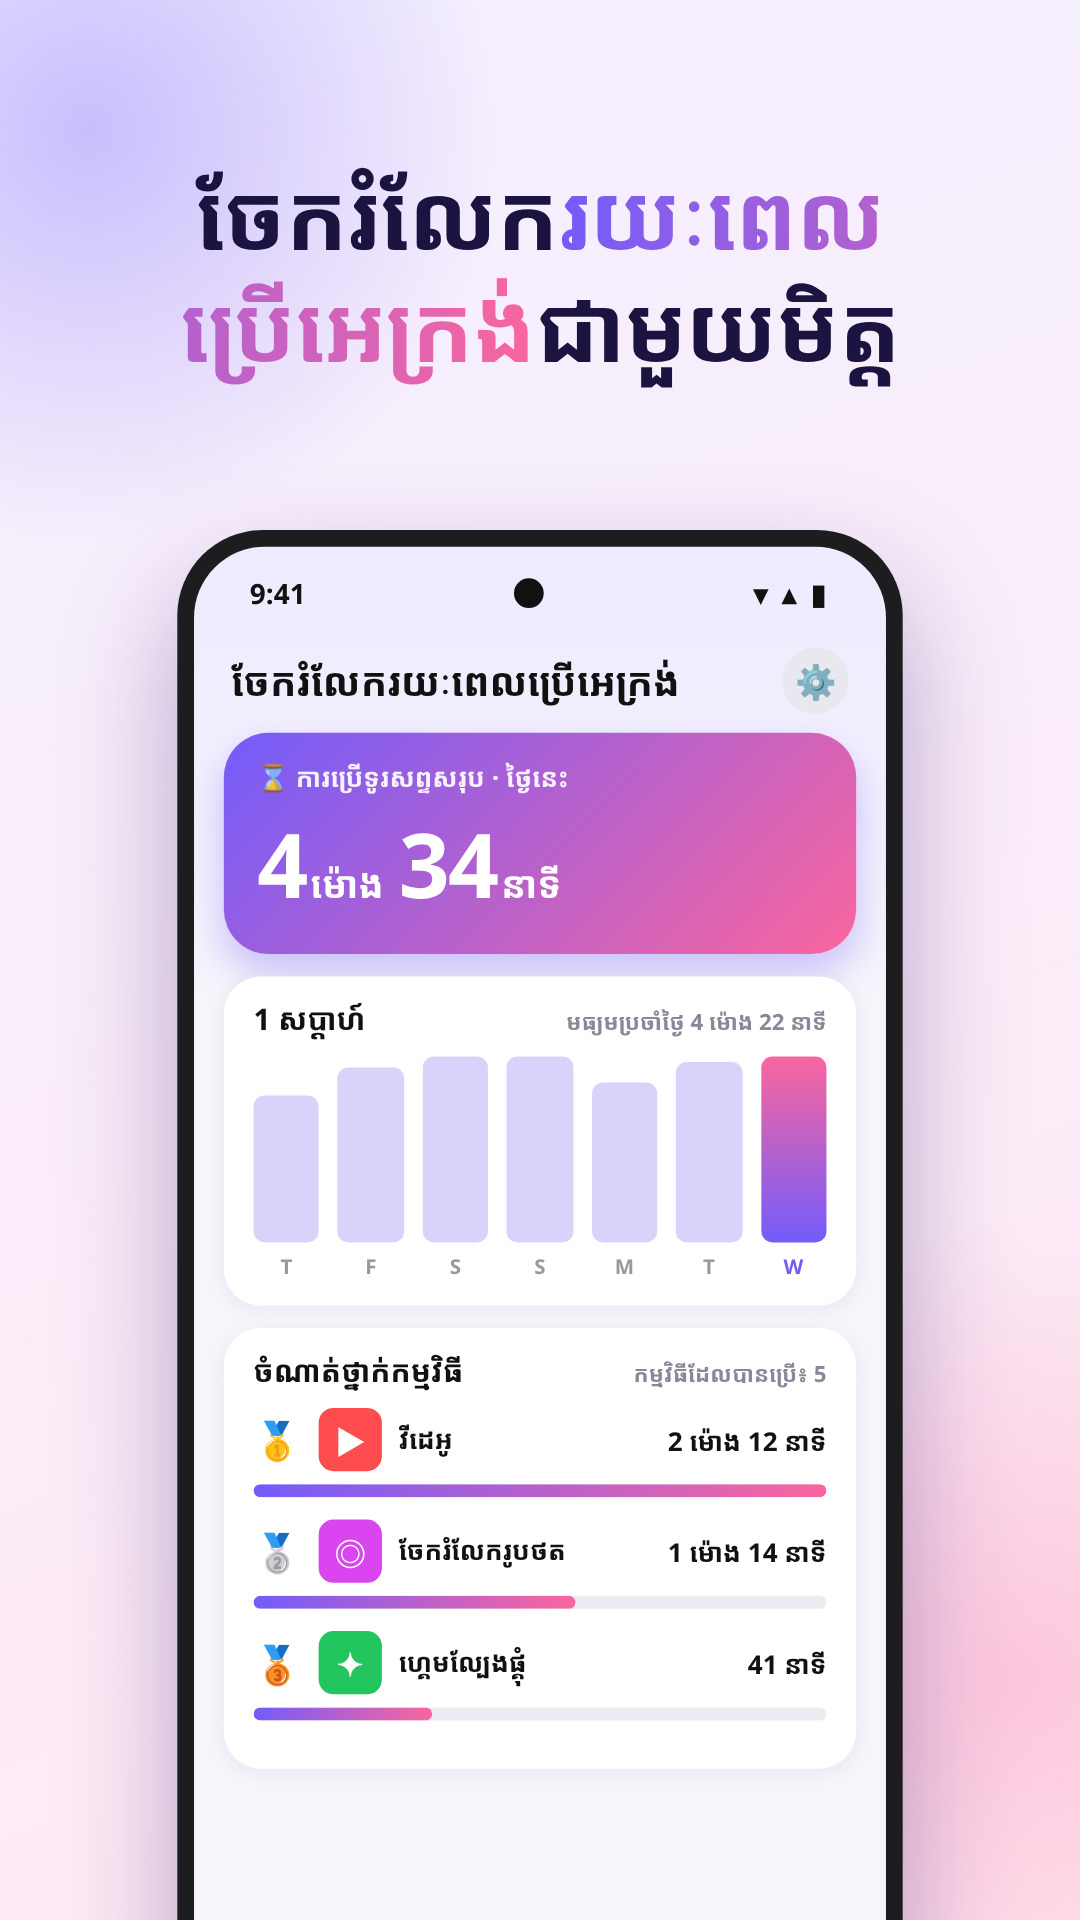 ចែករំលែករយៈពេល
ប្រើអេក្រង់ជាមួយមិត្ត
9:41
ចែករំលែករយៈពេលប្រើអេក្រង់
ការប្រើទូរសព្ទសរុប · ថ្ងៃនេះ
4ម៉ោង 34នាទី
1 សប្តាហ៍
មធ្យមប្រចាំថ្ងៃ 4 ម៉ោង 22 នាទី
T F S S M T W
ចំណាត់ថ្នាក់កម្មវិធី
កម្មវិធីដែលបានប្រើ៖ 5
វីដេអូ
2 ម៉ោង 12 នាទី
ចែករំលែករូបថត
1 ម៉ោង 14 នាទី
ហ្គេមល្បែងផ្គុំ
41 នាទី